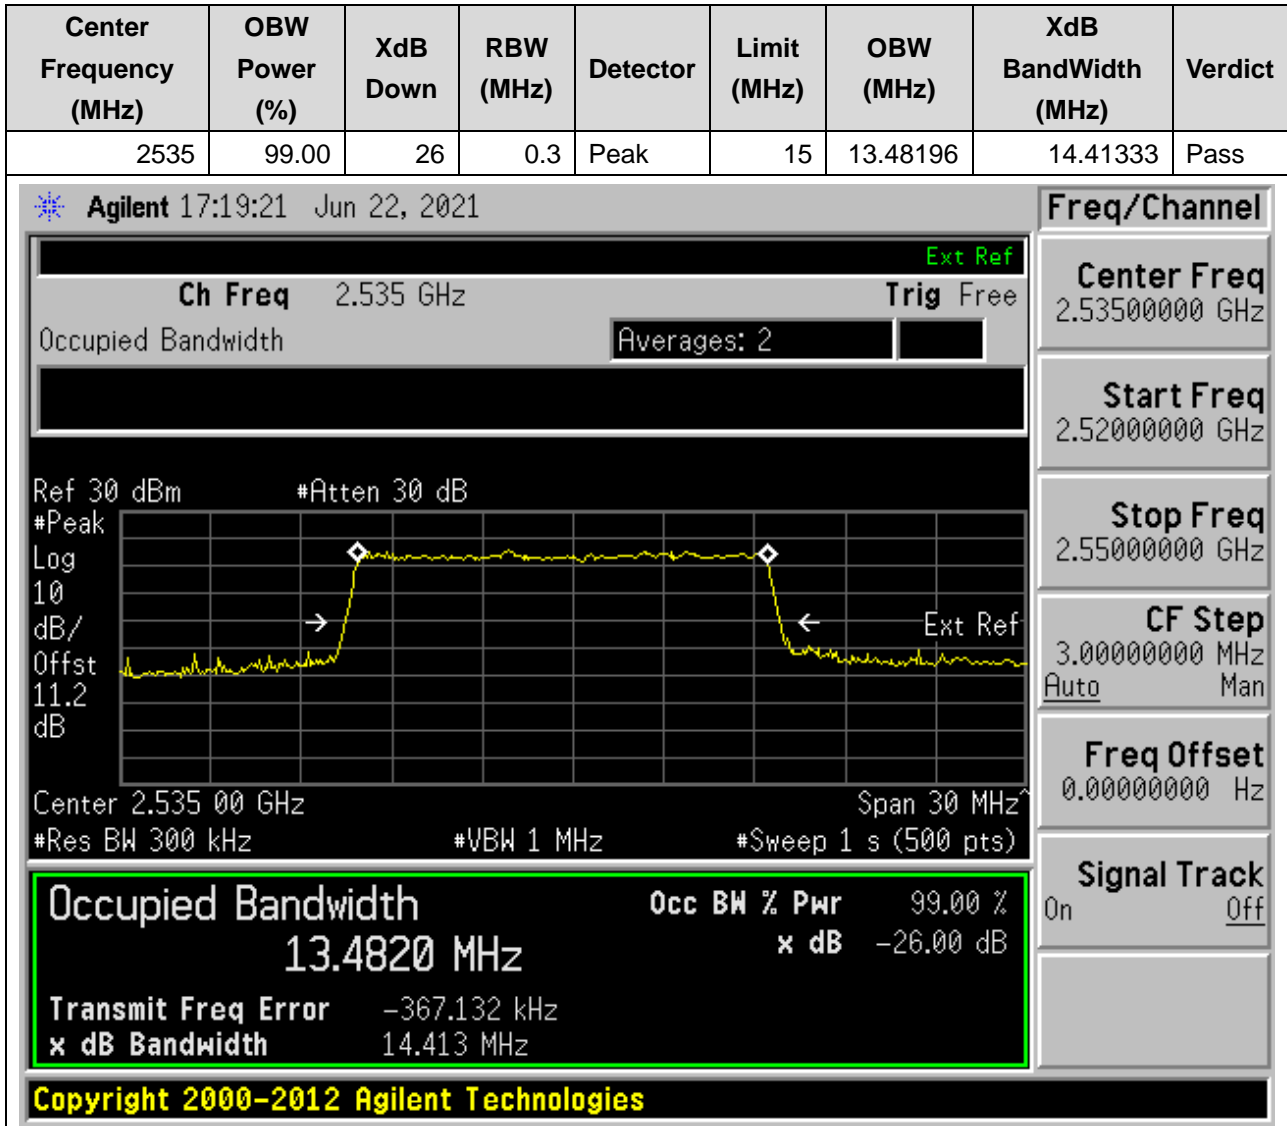 Center Frequency (MHz) OBW Power (%) XdB Down RBW (MHz) Detector Limit (MHz) OBW (MHz) XdB BandWidth (MHz) Verdict
2535 99.00 26 0.3 Peak 15 13.48196 14.41333 Pass
Agilent 17:19:21 Jun 22, 2021
Freq/Channel
Ext Ref
Ch Freq 2.535 GHz Trig Free
Occupied Bandwidth Averages: 2
Center Freq
2.53500000 GHz
Start Freq
2.52000000 GHz
Stop Freq
2.55000000 GHz
CF Step
3.00000000 MHz
Auto Man
Freq Offset
0.00000000 Hz
Signal Track
On Off
Ref 30 dBm #Atten 30 dB
#Peak
Log
10
dB/
Offst
11.2
dB
Ext Ref
Center 2.535 00 GHz Span 30 MHz^
#Res BW 300 kHz #VBW 1 MHz #Sweep 1 s (500 pts)
Occupied Bandwidth
13.4820 MHz
Occ BW % Pwr 99.00 %
x dB -26.00 dB
Transmit Freq Error -367.132 kHz
x dB Bandwidth 14.413 MHz
Copyright 2000-2012 Agilent Technologies